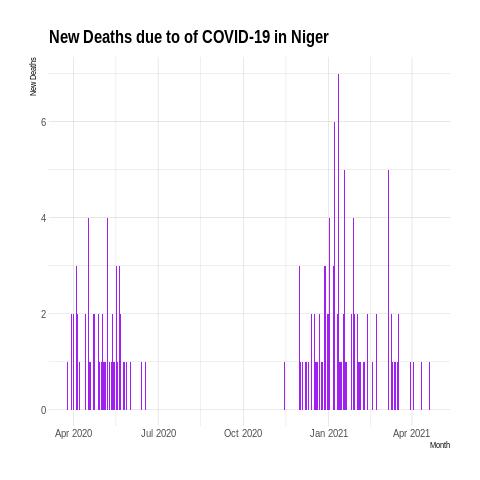 New Deaths due to of COVID-19 in Niger
New Deaths
6
4
2
0
Apr 2020 Jul 2020 Oct 2020 Jan 2021 Apr 2021
Month